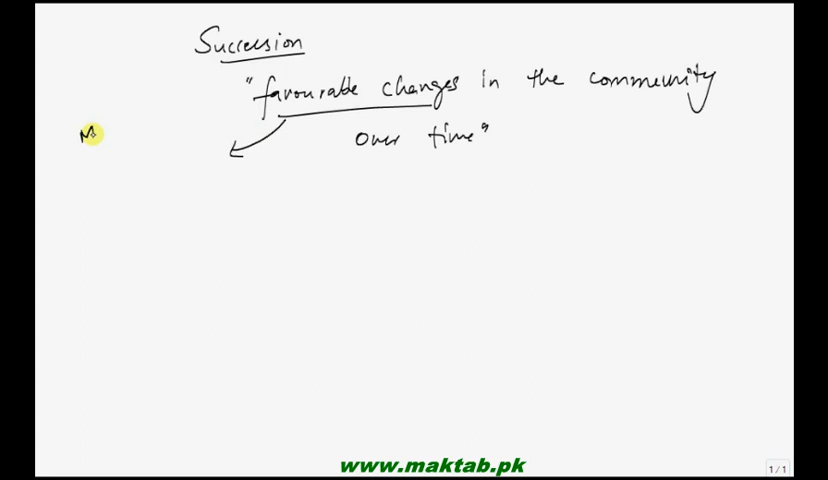 Succession
"favourable changes in the community
over time"
www.maktab.pk
1/1